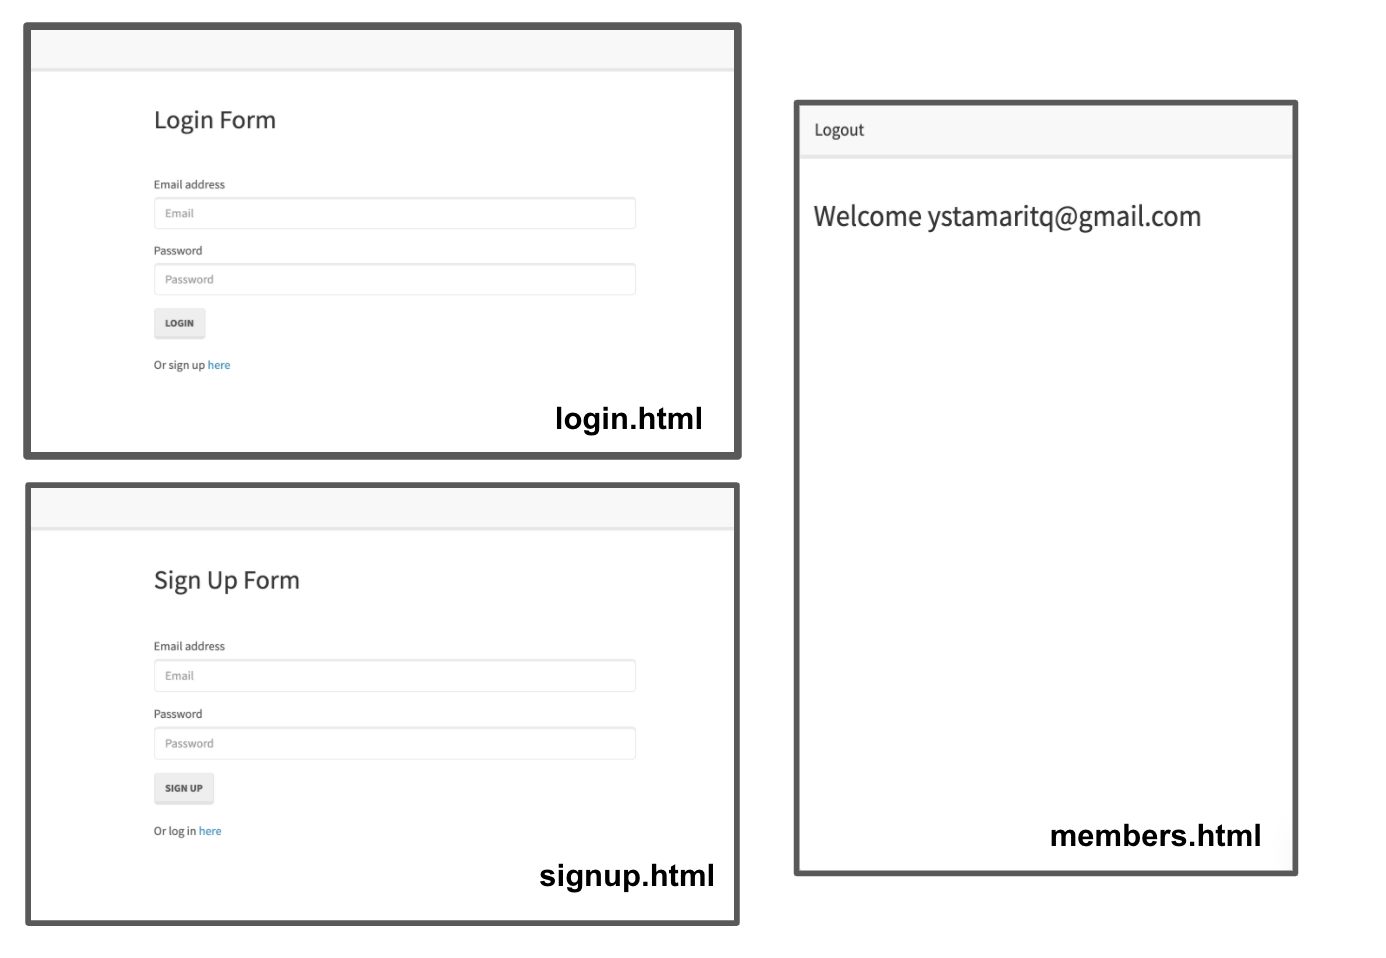 Login Form
Email address
Email
Password
Password
LOGIN
Or sign up here
login.html
Sign Up Form
Email address
Email
Password
Password
SIGN UP
Or log in here
signup.html
Logout
Welcome ystamaritq@gmail.com
members.html